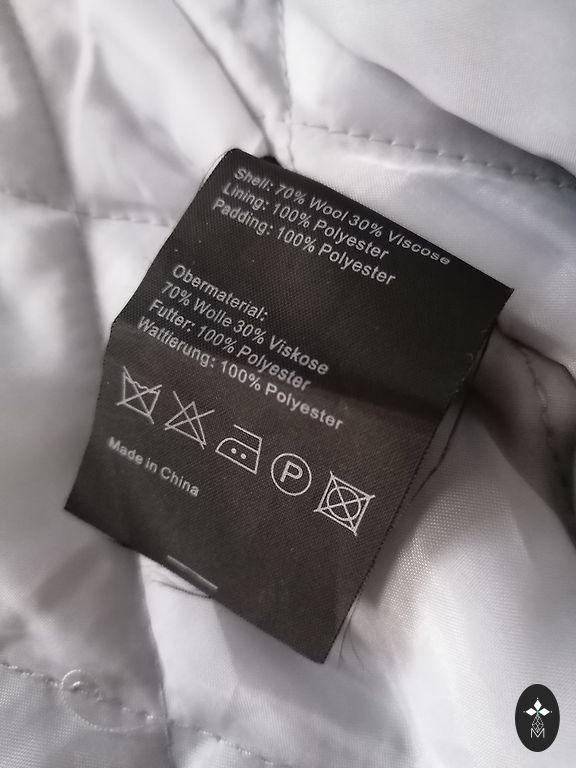 Shell: 70% Wool 30% Viscose
Lining: 100% Polyester
Padding: 100% Polyester
Obermaterial:
70% Wolle 30% Viskose
Futter: 100% Polyester
Wattierung: 100% Polyester
P
Made in China
M